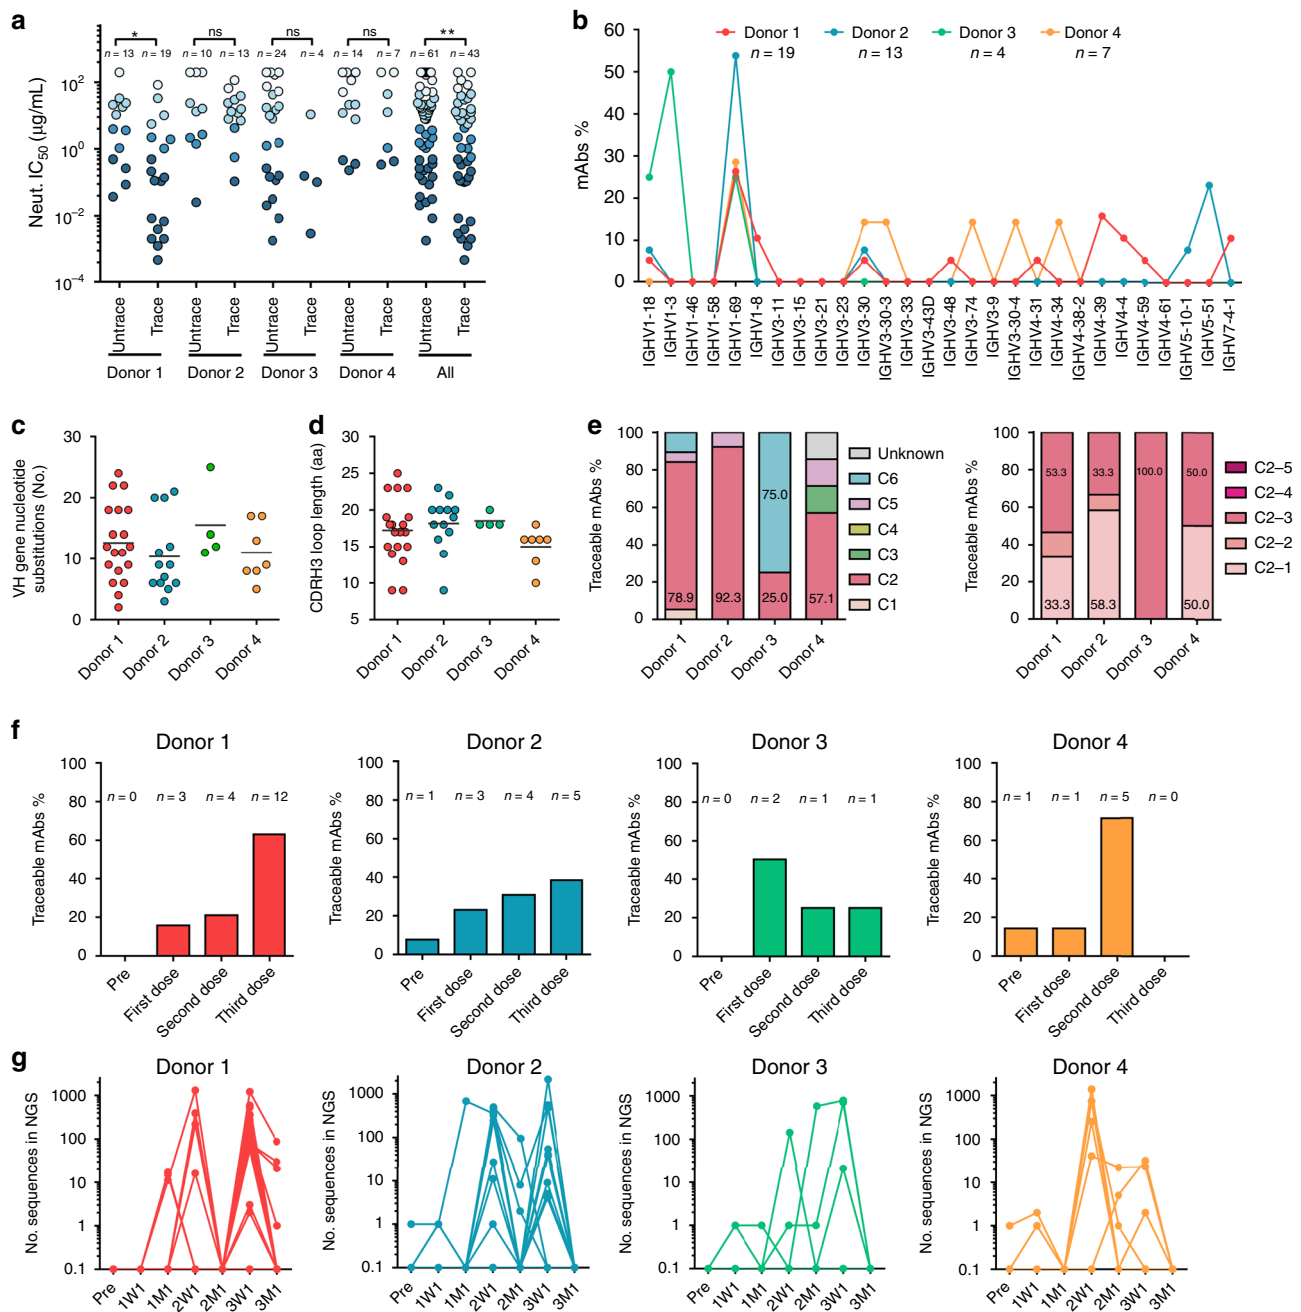 a
* ns ns ns **
n = 13 n = 19 n = 10 n = 13 n = 24 n = 4 n = 14 n = 7 n = 61 n = 43
Neut. IC50 (µg/mL)
10²
10⁰
10⁻²
10⁻⁴
Untrace Trace Untrace Trace Untrace Trace Untrace Trace Untrace Trace
Donor 1 Donor 2 Donor 3 Donor 4 All
b
Donor 1 Donor 2 Donor 3 Donor 4
n = 19 n = 13 n = 4 n = 7
mAbs %
60
50
40
30
20
10
0
IGHV1-18
IGHV1-3
IGHV1-46
IGHV1-58
IGHV1-69
IGHV1-8
IGHV3-11
IGHV3-15
IGHV3-21
IGHV3-23
IGHV3-30
IGHV3-30-3
IGHV3-33
IGHV3-43D
IGHV3-48
IGHV3-74
IGHV3-9
IGHV3-30-4
IGHV4-31
IGHV4-34
IGHV4-38-2
IGHV4-39
IGHV4-4
IGHV4-59
IGHV4-61
IGHV5-10-1
IGHV5-51
IGHV7-4-1
c
VH gene nucleotide
substitutions (No.)
30
20
10
0
Donor 1 Donor 2 Donor 3 Donor 4
d
CDRH3 loop length (aa)
30
25
20
15
10
5
Donor 1 Donor 2 Donor 3 Donor 4
e
Traceable mAbs %
100
80
60
40
20
0
78.9 92.3 75.0 25.0 57.1
Donor 1 Donor 2 Donor 3 Donor 4
Unknown
C6
C5
C4
C3
C2
C1
Traceable mAbs %
100
80
60
40
20
0
53.3 33.3 100.0 50.0
33.3 58.3 50.0
Donor 1 Donor 2 Donor 3 Donor 4
C2–5
C2–4
C2–3
C2–2
C2–1
f
Donor 1
Traceable mAbs %
100
80
60
40
20
0
n = 0 n = 3 n = 4 n = 12
Pre First dose Second dose Third dose
Donor 2
Traceable mAbs %
100
80
60
40
20
0
n = 1 n = 3 n = 4 n = 5
Pre First dose Second dose Third dose
Donor 3
Traceable mAbs %
100
80
60
40
20
0
n = 0 n = 2 n = 1 n = 1
Pre First dose Second dose Third dose
Donor 4
Traceable mAbs %
100
80
60
40
20
0
n = 1 n = 1 n = 5 n = 0
Pre First dose Second dose Third dose
g
Donor 1
No. sequences in NGS
1000
100
10
1
0.1
Pre 1W1 1M1 2W1 2M1 3W1 3M1
Donor 2
No. sequences in NGS
1000
100
10
1
0.1
Pre 1W1 1M1 2W1 2M1 3W1 3M1
Donor 3
No. sequences in NGS
1000
100
10
1
0.1
Pre 1W1 1M1 2W1 2M1 3W1 3M1
Donor 4
No. sequences in NGS
1000
100
10
1
0.1
Pre 1W1 1M1 2W1 2M1 3W1 3M1